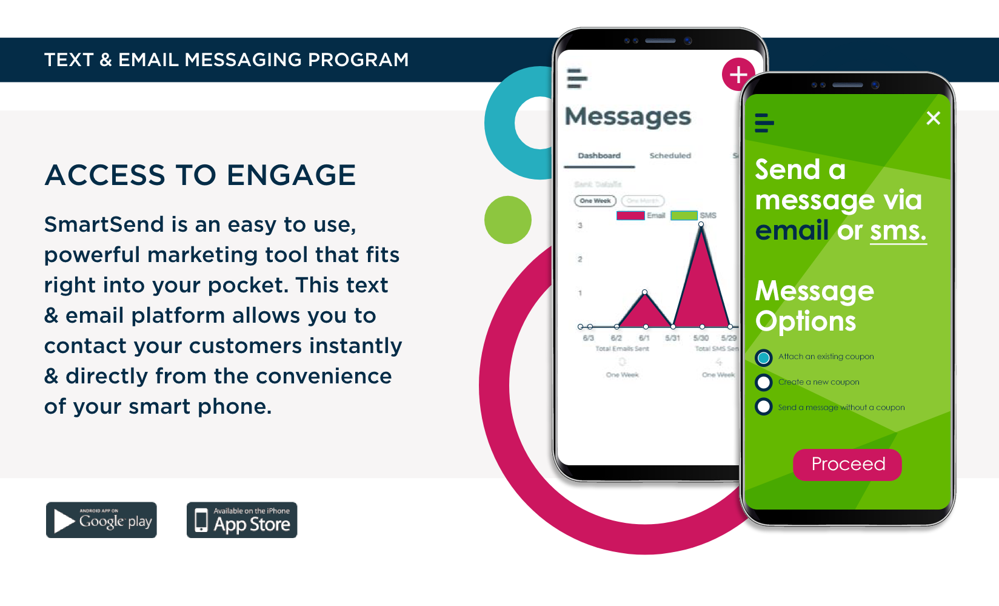 TEXT & EMAIL MESSAGING PROGRAM
ACCESS TO ENGAGE
SmartSend is an easy to use,
powerful marketing tool that fits
right into your pocket. This text
& email platform allows you to
contact your customers instantly
& directly from the convenience
of your smart phone.
ANDROID APP ON
Google play
Available on the iPhone
App Store
Messages
Dashboard Scheduled S
Sent Details
One Week One Month
Email SMS
3
2
1
6/3 6/2 6/1 5/31 5/30 5/29
Total Emails Sent Total SMS Sen
4
One Week One Week
Send a
message via
email or sms.
Message
Options
Attach an existing coupon
Create a new coupon
Send a message without a coupon
Proceed